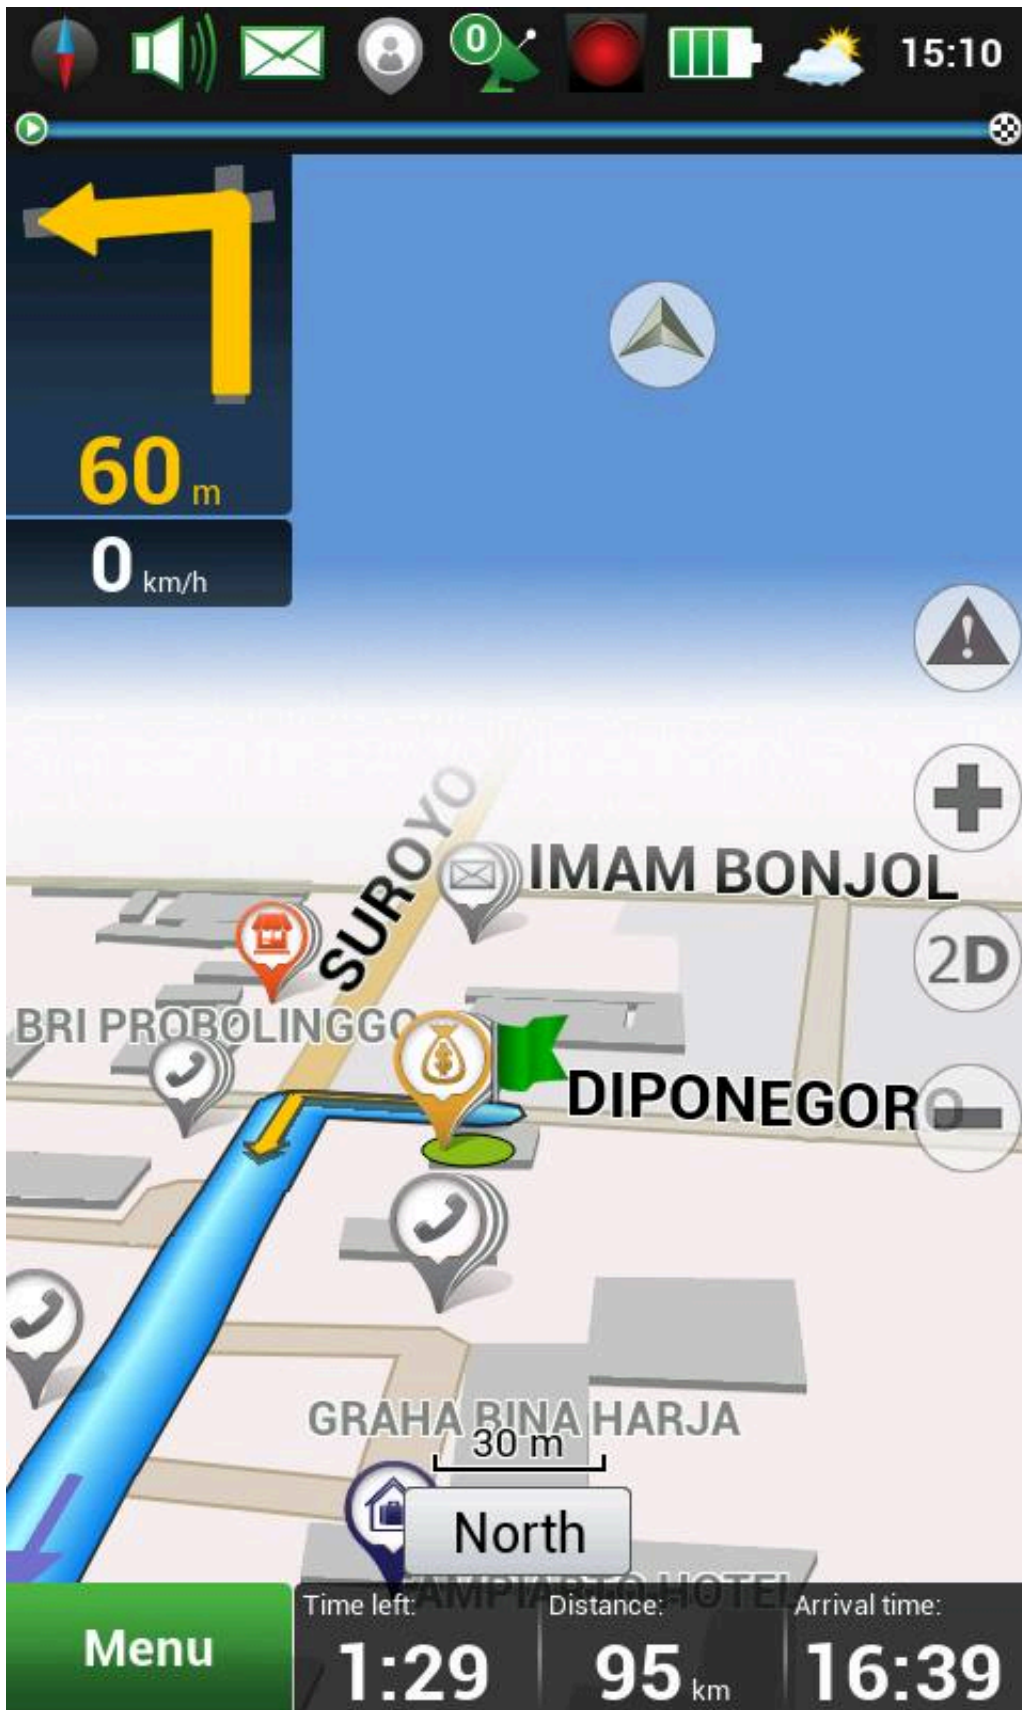 0
15:10
60 m
0 km/h
SUROYO
IMAM BONJOL
BRI PROBOLINGGO
2D
DIPONEGORO
GRAHA BINA HARJA
30 m
North
HOTEL
Menu
Time left:
1:29
Distance:
95 km
Arrival time:
16:39